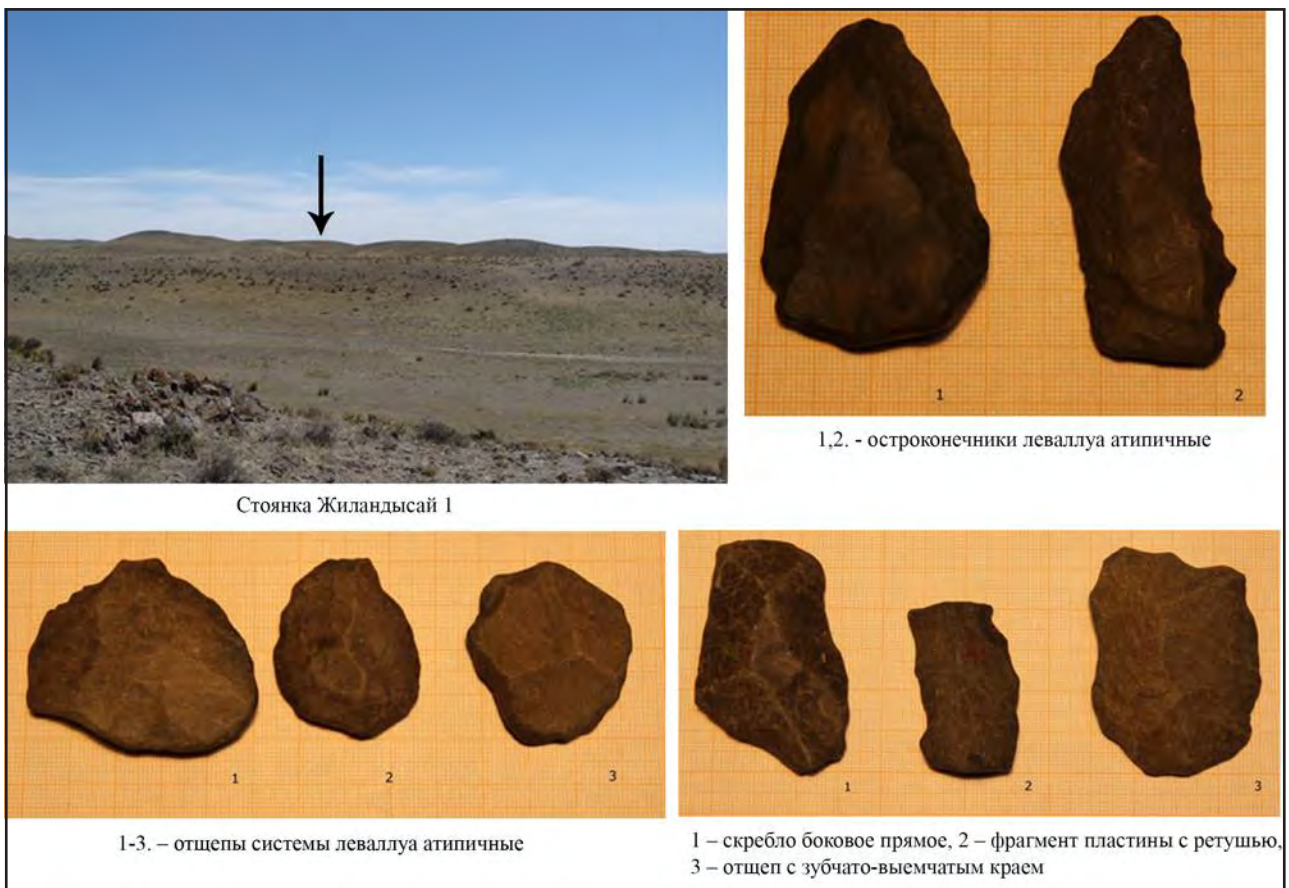 1
2
1,2. - остроконечники леваллуа атипичные
Стоянка Жиландысай 1
1
2
3
1-3. – отщепы системы леваллуа атипичные
1
2
3
1 – скребло боковое прямое, 2 – фрагмент пластины с ретушью,
3 – отщеп с зубчато-выемчатым краем